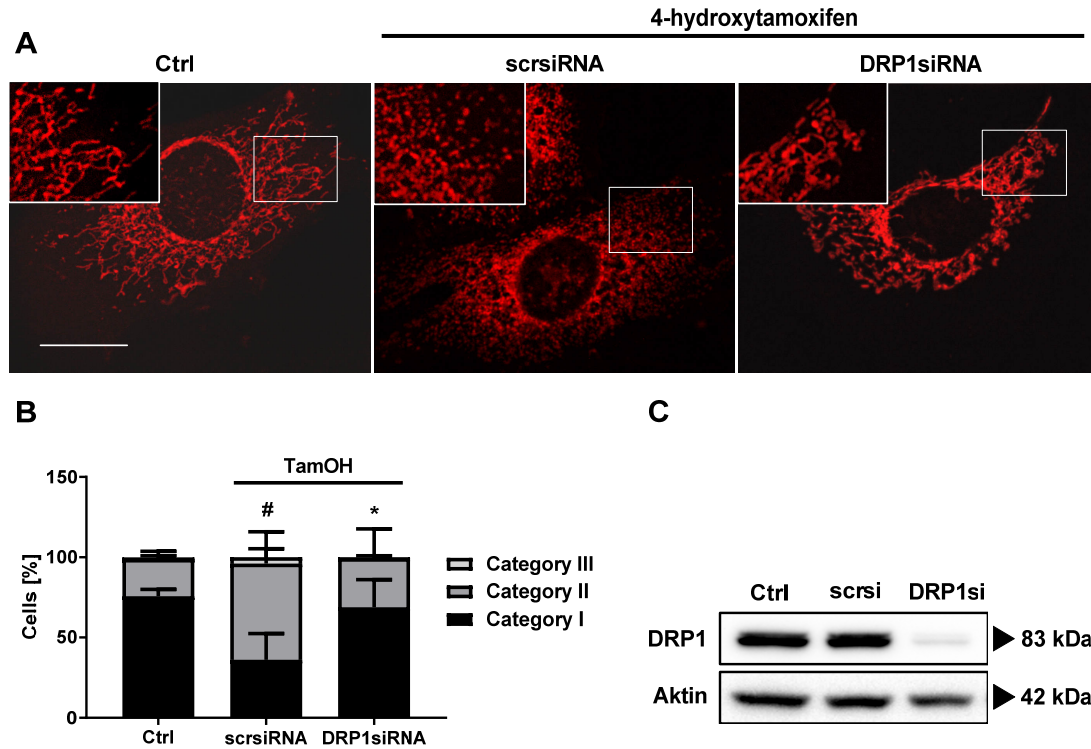 4-hydroxytamoxifen
A
Ctrl scrsiRNA DRP1siRNA
B
C
TamOH
150
# *
100
50
0
Cells [%]
Category III
Category II
Category I
Ctrl scrsiRNA DRP1siRNA
Ctrl scrsi DRP1si
DRP1 83 kDa
Aktin 42 kDa